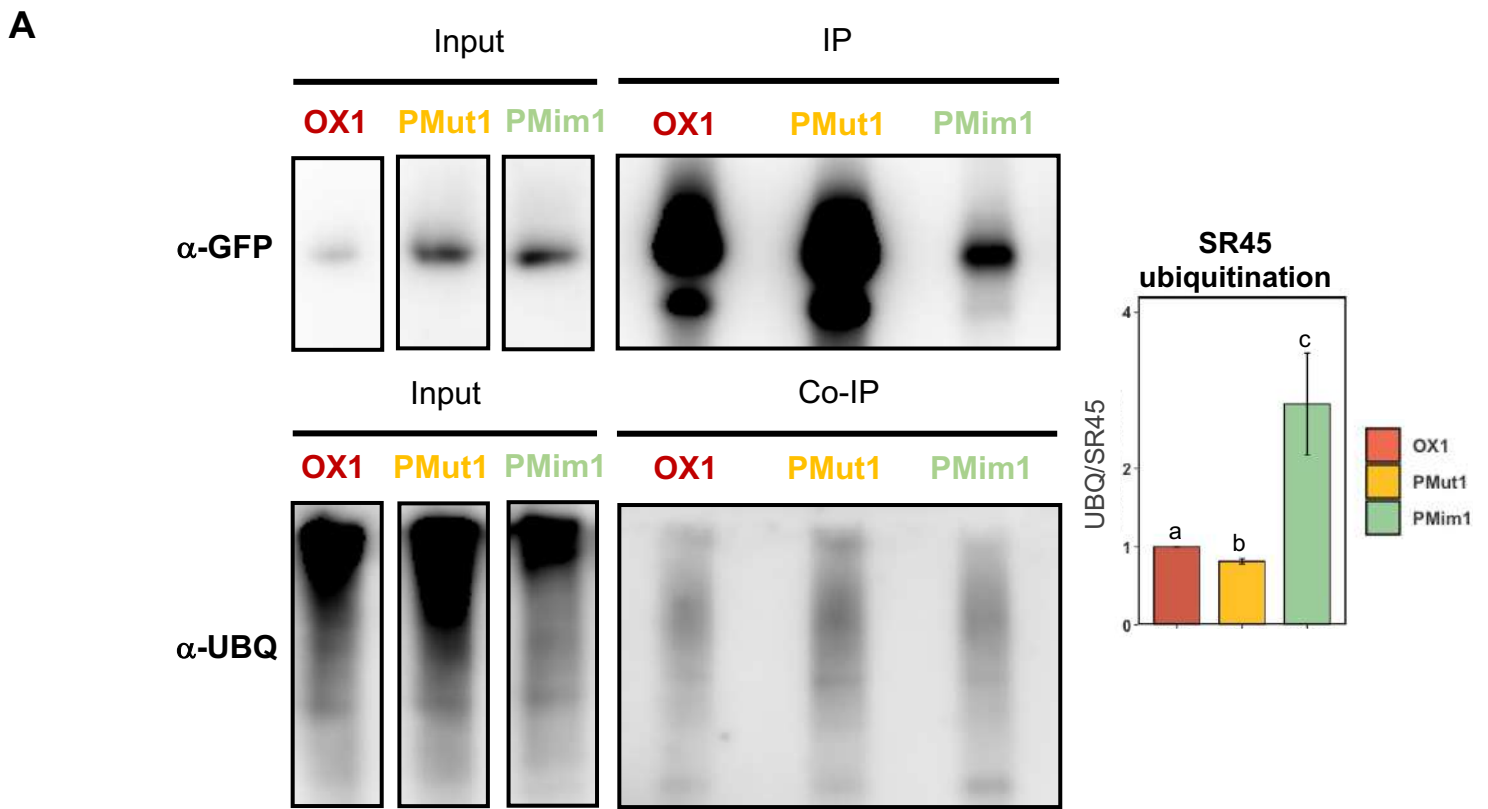 A
Input
IP
OX1 PMut1 PMim1
OX1 PMut1 PMim1
α-GFP
Input
Co-IP
OX1 PMut1 PMim1
OX1 PMut1 PMim1
α-UBQ
SR45
ubiquitination
UBQ/SR45
4
2
1
0
a
b
c
OX1
PMut1
PMim1